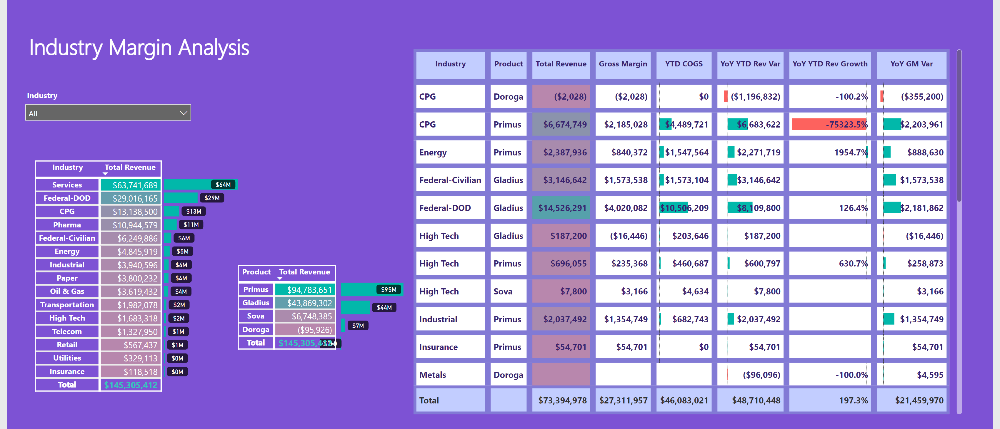 Industry Margin Analysis
Industry
All
Industry Total Revenue
Services $63,741,689 $64M
Federal-DOD $29,016,165 $29M
CPG $13,138,500 $13M
Pharma $10,944,579 $11M
Federal-Civilian $6,249,886 $6M
Energy $4,845,919 $5M
Industrial $3,940,596 $4M
Paper $3,800,232 $4M
Oil & Gas $3,619,432 $4M
Transportation $1,982,078 $2M
High Tech $1,683,318 $2M
Telecom $1,327,950 $1M
Retail $567,437 $1M
Utilities $329,113 $0M
Insurance $118,518 $0M
Total $145,305,412
Product Total Revenue
Primus $94,783,651 $95M
Gladius $43,869,302 $44M
Sova $6,748,385 $7M
Doroga ($95,926)
Total $145,305,412 ($0M)
Industry Product Total Revenue Gross Margin YTD COGS YoY YTD Rev Var YoY YTD Rev Growth YoY GM Var
CPG Doroga ($2,028) ($2,028) $0 ($1,196,832) -100.2% ($355,200)
CPG Primus $6,674,749 $2,185,028 $4,489,721 $6,683,622 -75323.5% $2,203,961
Energy Primus $2,387,936 $840,372 $1,547,564 $2,271,719 1954.7% $888,630
Federal-Civilian Gladius $3,146,642 $1,573,538 $1,573,104 $3,146,642 $1,573,538
Federal-DOD Gladius $14,526,291 $4,020,082 $10,506,209 $8,109,800 126.4% $2,181,862
High Tech Gladius $187,200 ($16,446) $203,646 $187,200 ($16,446)
High Tech Primus $696,055 $235,368 $460,687 $600,797 630.7% $258,873
High Tech Sova $7,800 $3,166 $4,634 $7,800 $3,166
Industrial Primus $2,037,492 $1,354,749 $682,743 $2,037,492 $1,354,749
Insurance Primus $54,701 $54,701 $0 $54,701 $54,701
Metals Doroga ($96,096) -100.0% $4,595
Total $73,394,978 $27,311,957 $46,083,021 $48,710,448 197.3% $21,459,970